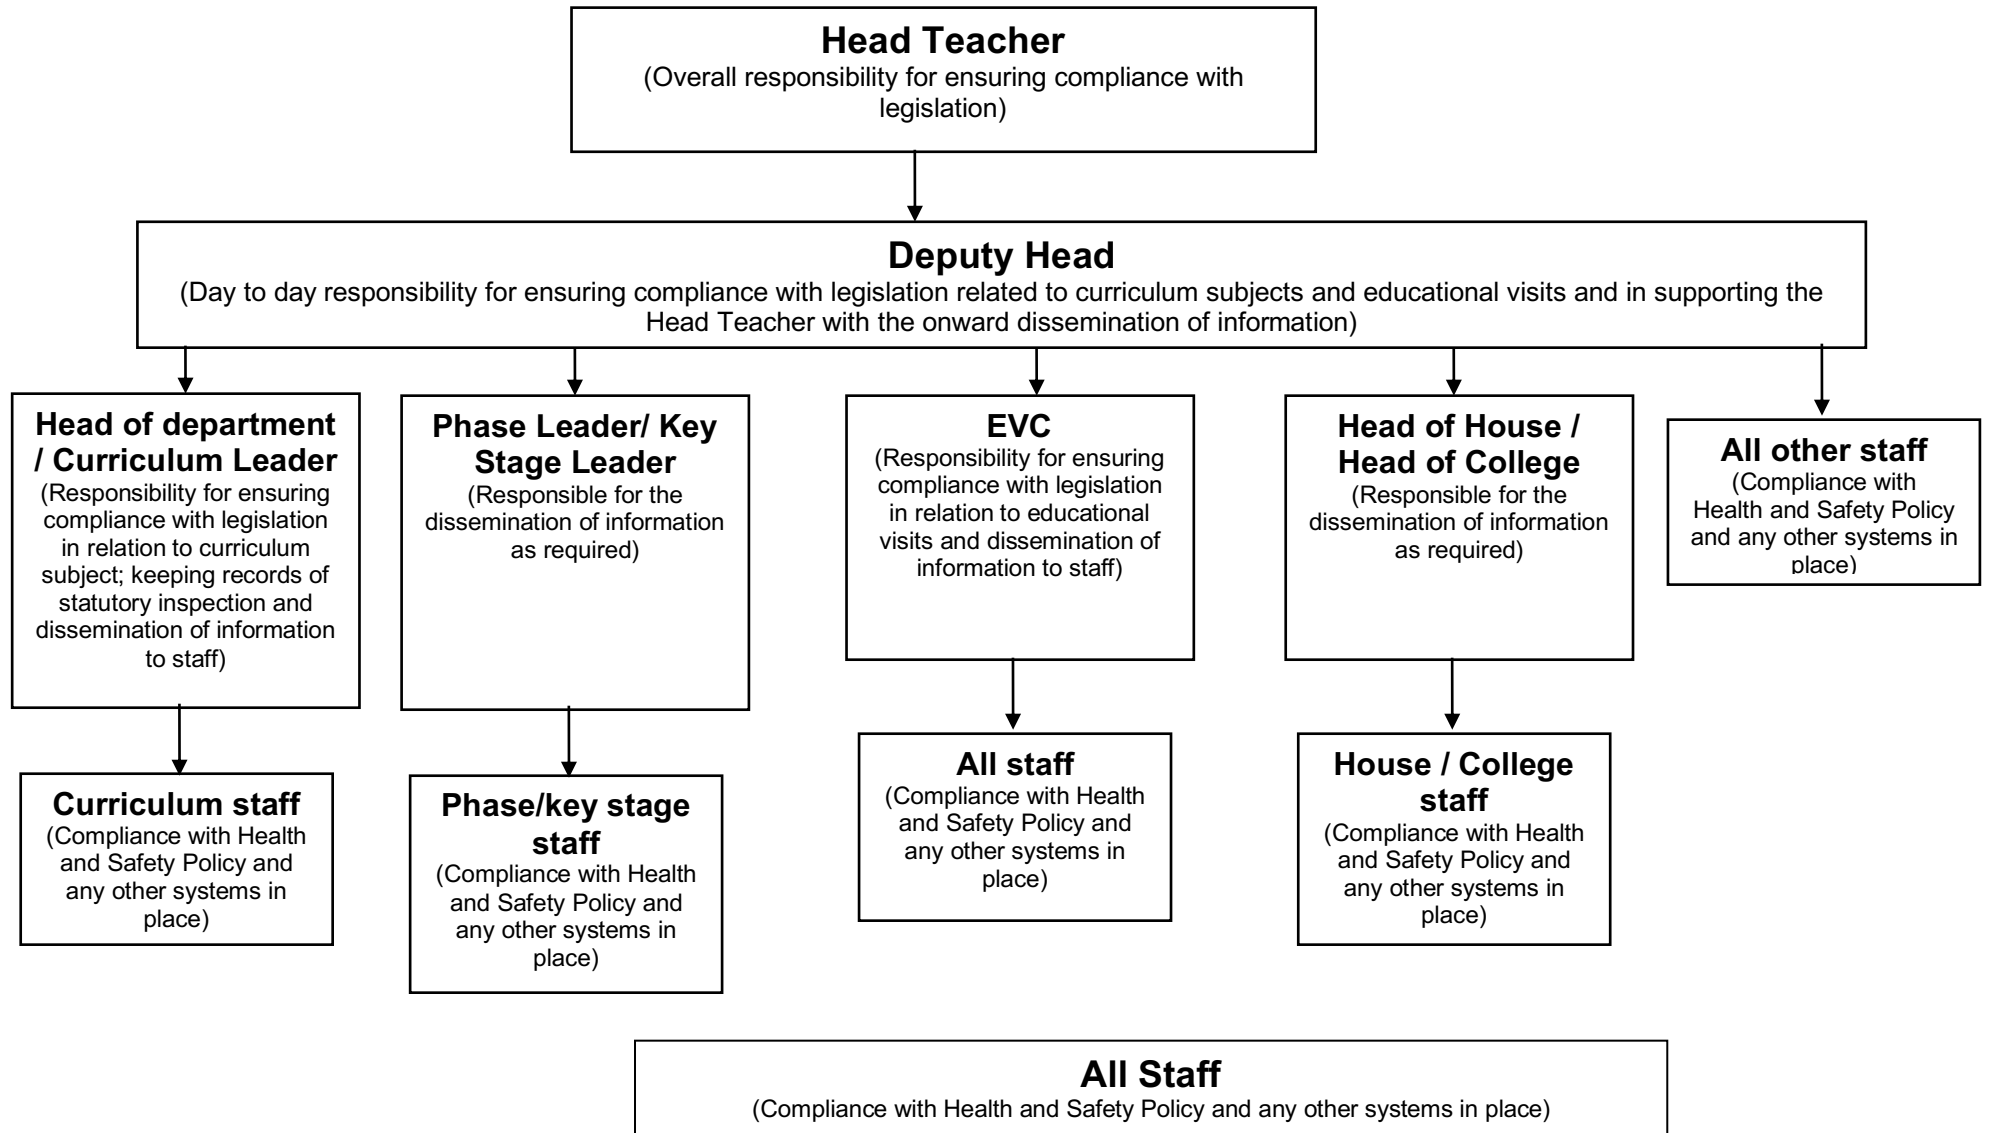 Head Teacher
(Overall responsibility for ensuring compliance with
legislation)
Deputy Head
(Day to day responsibility for ensuring compliance with legislation related to curriculum subjects and educational visits and in supporting the
Head Teacher with the onward dissemination of information)
Head of department
/ Curriculum Leader
(Responsibility for ensuring
compliance with legislation
in relation to curriculum
subject; keeping records of
statutory inspection and
dissemination of information
to staff)
Phase Leader/ Key
Stage Leader
(Responsible for the
dissemination of information
as required)
EVC
(Responsibility for ensuring
compliance with legislation
in relation to educational
visits and dissemination of
information to staff)
Head of House /
Head of College
(Responsible for the
dissemination of information
as required)
All other staff
(Compliance with
Health and Safety Policy
and any other systems in
place)
Curriculum staff
(Compliance with Health
and Safety Policy and
any other systems in
place)
Phase/key stage
staff
(Compliance with Health
and Safety Policy and
any other systems in
place)
All staff
(Compliance with Health
and Safety Policy and
any other systems in
place)
House / College
staff
(Compliance with Health
and Safety Policy and
any other systems in
place)
All Staff
(Compliance with Health and Safety Policy and any other systems in place)